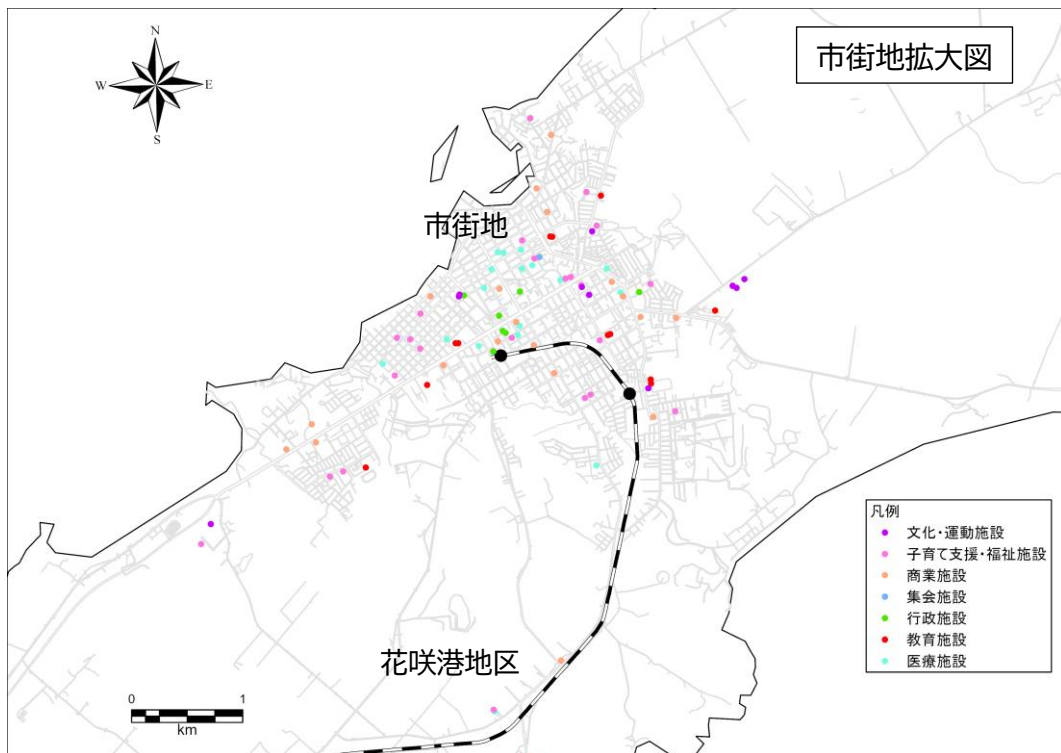 市街地拡大図
N
W
E
S
市街地
凡例
文化・運動施設
子育て支援・福祉施設
商業施設
集会施設
行政施設
教育施設
医療施設
花咲港地区
0
1
km